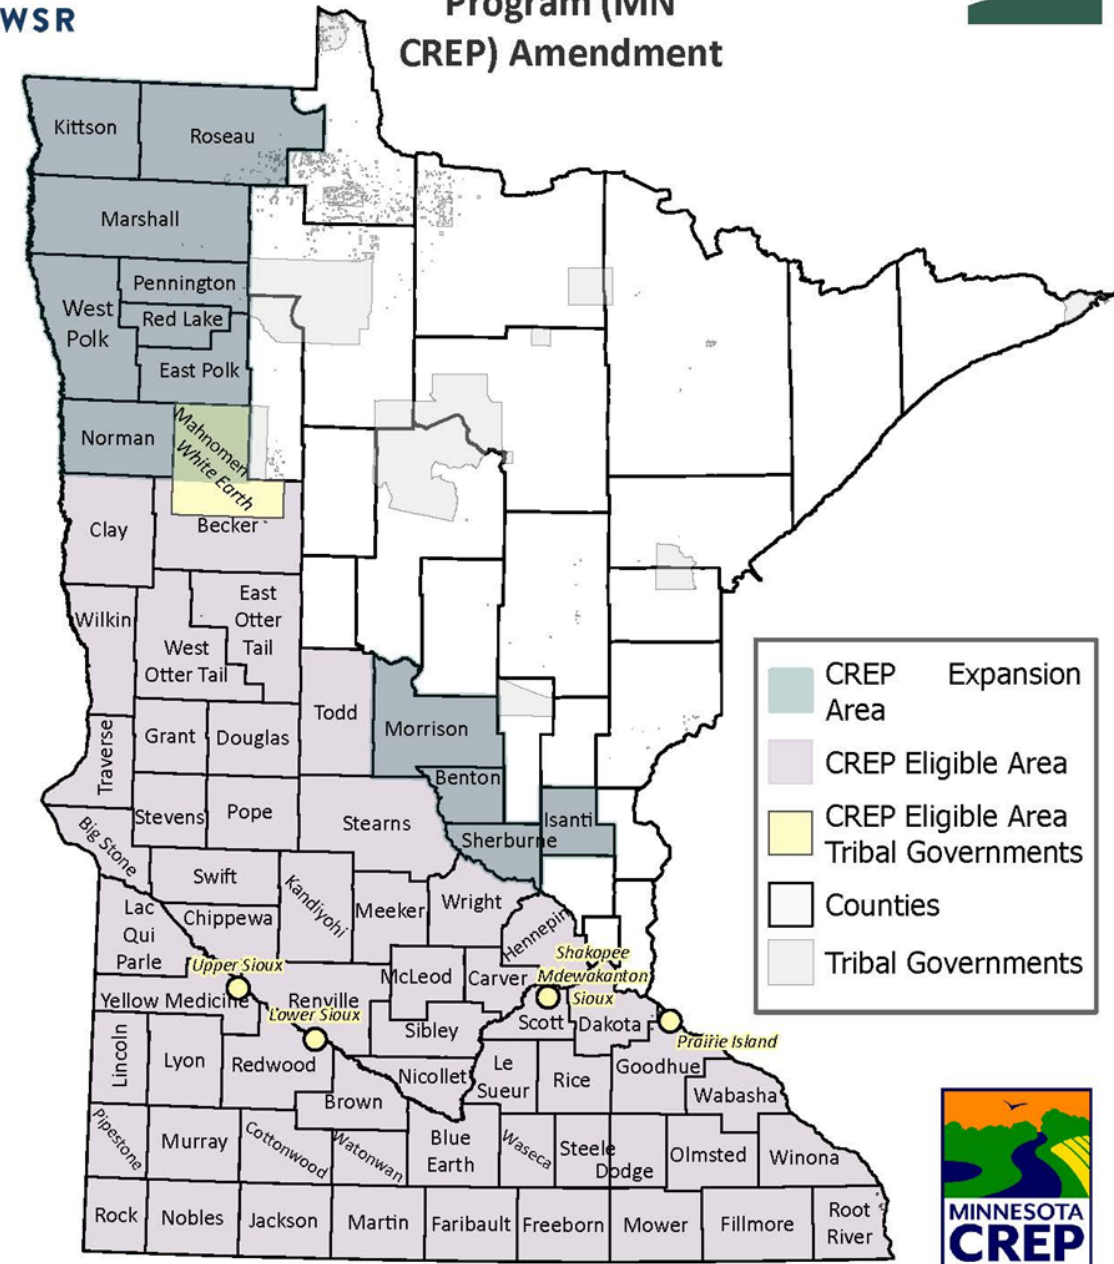 WSR
Program (MN
CREP) Amendment
Kittson
Roseau
Marshall
Pennington
West
Polk
Red Lake
East Polk
Norman
Mahnomen
White Earth
Clay
Becker
Wilkin
East
Otter
Tail
West
Otter Tail
Todd
Morrison
Grant
Douglas
Traverse
Benton
Stevens
Pope
Stearns
Isanti
Sherburne
Big Stone
Swift
Kandiyohi
Meeker
Wright
Hennepin
Lac
Qui
Parle
Chippewa
Upper Sioux
McLeod
Carver
Shakopee
Mdewakanton
Sioux
Yellow Medicine
Renville
Lower Sioux
Sibley
Scott
Dakota
Prairie Island
Lincoln
Lyon
Redwood
Nicollet
Le
Sueur
Rice
Goodhue
Wabasha
Brown
Pipestone
Murray
Cottonwood
Watonwan
Blue
Earth
Waseca
Steele
Dodge
Olmsted
Winona
Rock
Nobles
Jackson
Martin
Faribault
Freeborn
Mower
Fillmore
Root
River
CREP Expansion
Area
CREP Eligible Area
CREP Eligible Area
Tribal Governments
Counties
Tribal Governments
MINNESOTA
CREP